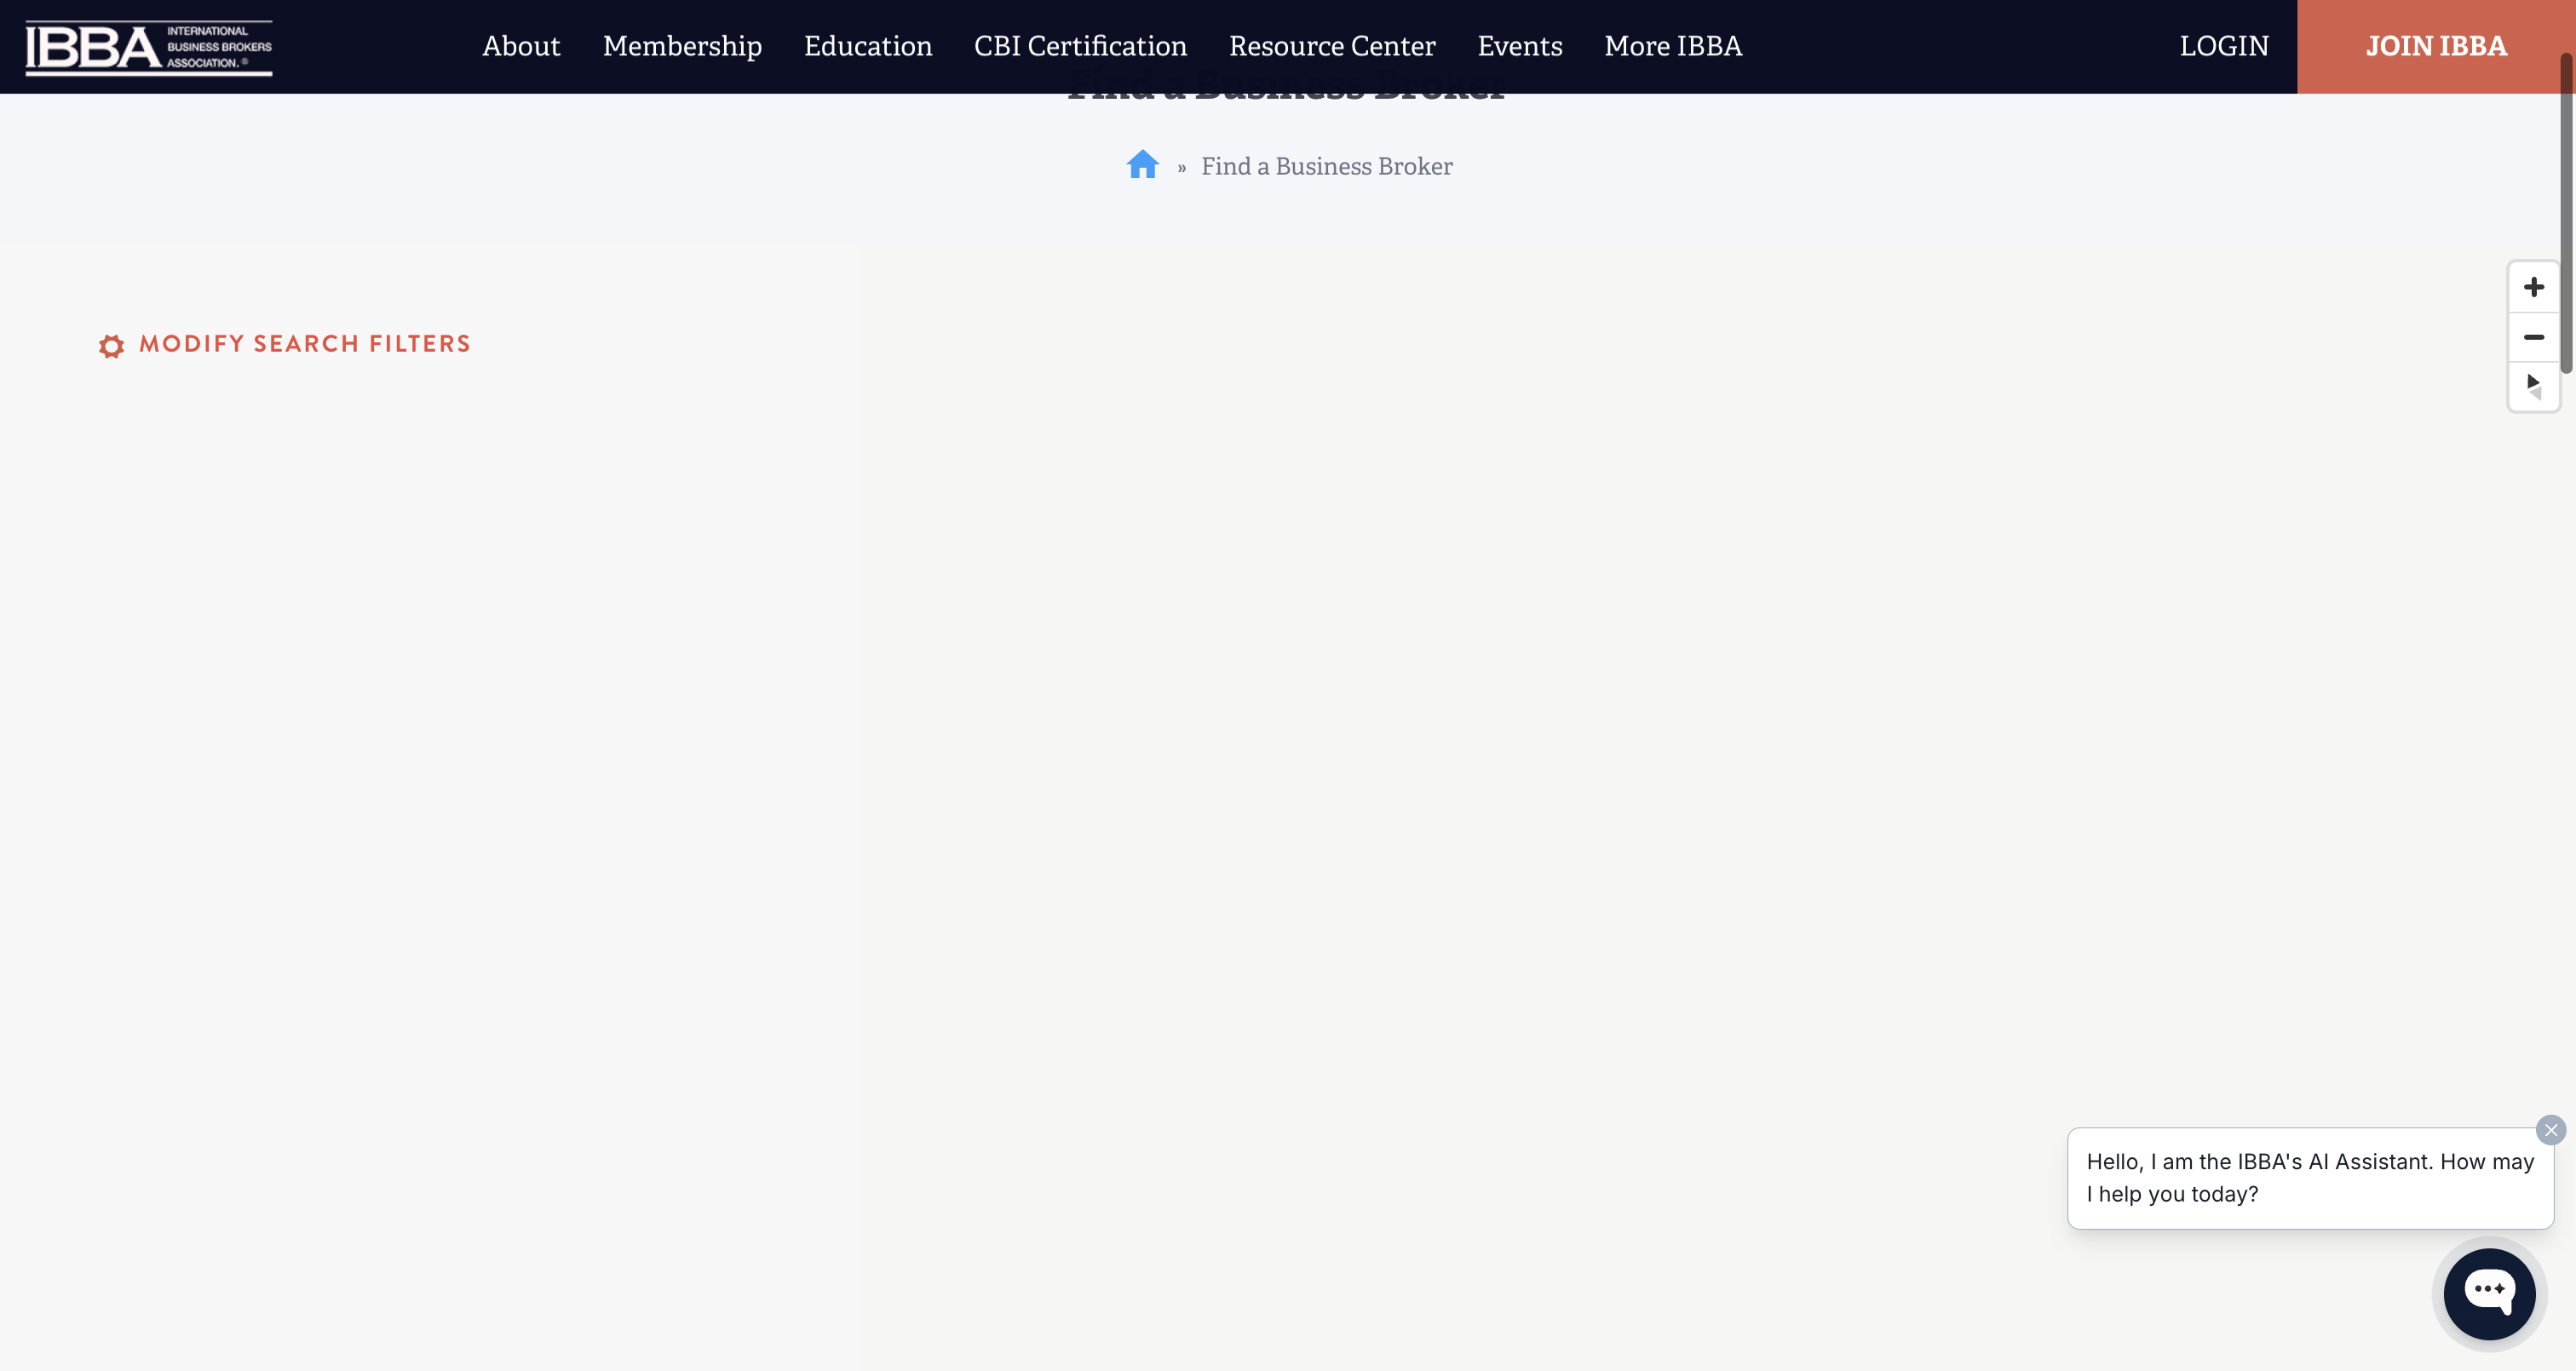 IBBA INTERNATIONAL
BUSINESS BROKERS
ASSOCIATION.®
About Membership Education CBI Certification Resource Center Events More IBBA LOGIN JOIN IBBA
Find a Business Broker
» Find a Business Broker
MODIFY SEARCH FILTERS
Hello, I am the IBBA's AI Assistant. How may
I help you today?